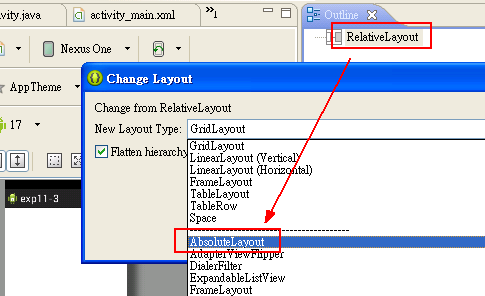 ivity.java
activity_main.xml
»1
Outline
Nexus One
RelativeLayout
AppTheme
17
Change Layout
Change from RelativeLayout
New Layout Type:
GridLayout
Flatten hierarchy
GridLayout
LinearLayout (Vertical)
LinearLayout (Horizontal)
FrameLayout
TableLayout
TableRow
Space
----------------------------------------
AbsoluteLayout
AdapterViewFlipper
DialerFilter
ExpandableListView
FrameLayout
exp11-3